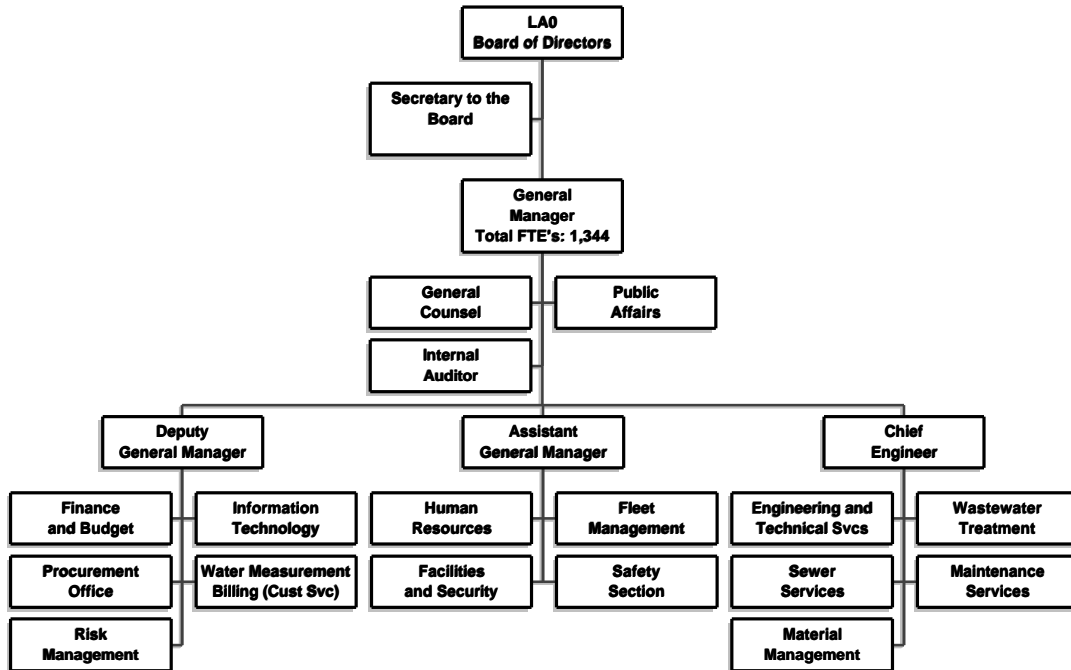 LA0
Board of Directors
Secretary to the
Board
General
Manager
Total FTE's: 1,344
General
Counsel
Public
Affairs
Internal
Auditor
Deputy
General Manager
Assistant
General Manager
Chief
Engineer
Finance
and Budget
Information
Technology
Human
Resources
Fleet
Management
Engineering and
Technical Svcs
Wastewater
Treatment
Procurement
Office
Water Measurement
Billing (Cust Svc)
Facilities
and Security
Safety
Section
Sewer
Services
Maintenance
Services
Risk
Management
Material
Management